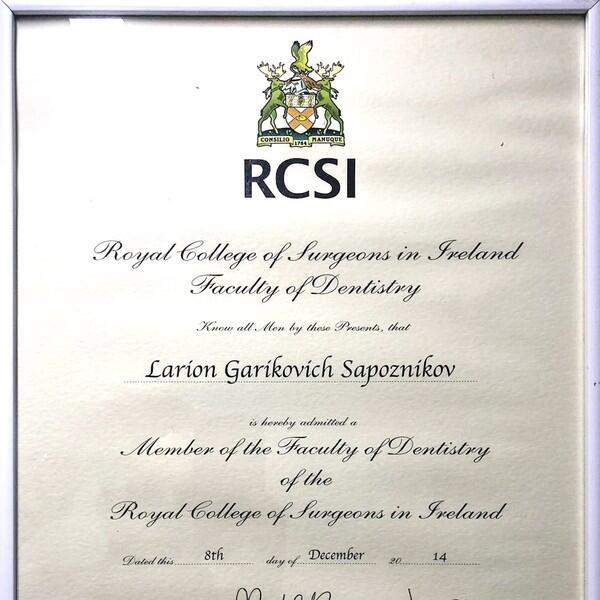 CONSILIO MANUQUE
1784
RCSI
Royal College of Surgeons in Ireland
Faculty of Dentistry
Know all Men by these Presents, that
Larion Garikovich Sapoznikov
is hereby admitted a
Member of the Faculty of Dentistry
of the
Royal College of Surgeons in Ireland
Dated this 8th day of December 20 14